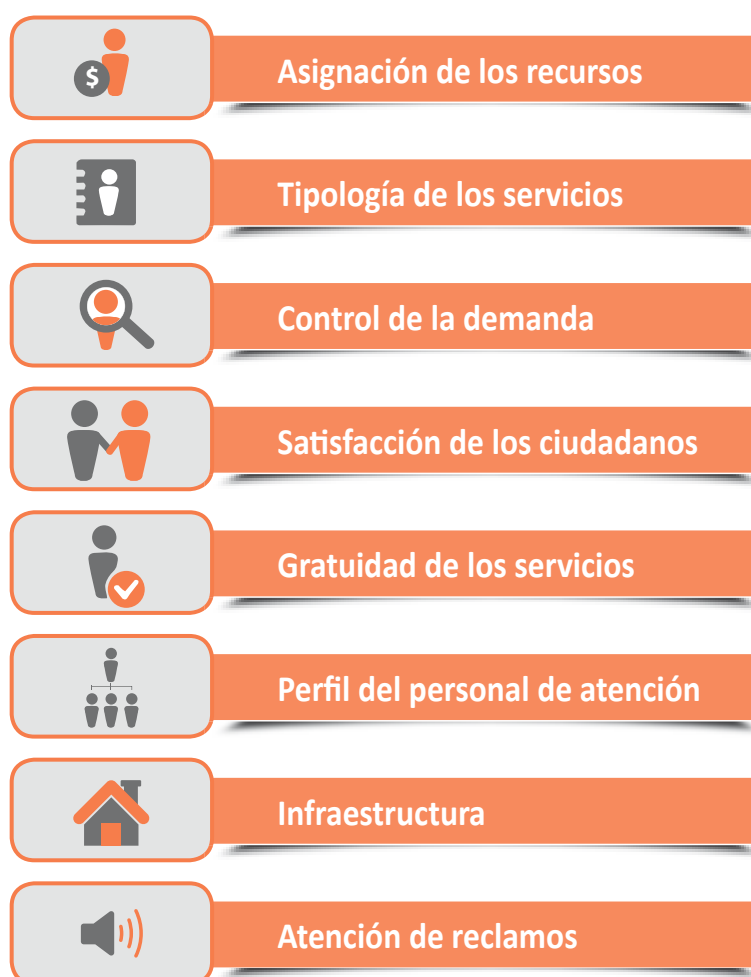 $
Asignación de los recursos
Tipología de los servicios
Control de la demanda
Satisfacción de los ciudadanos
Gratuidad de los servicios
Perfil del personal de atención
Infraestructura
Atención de reclamos